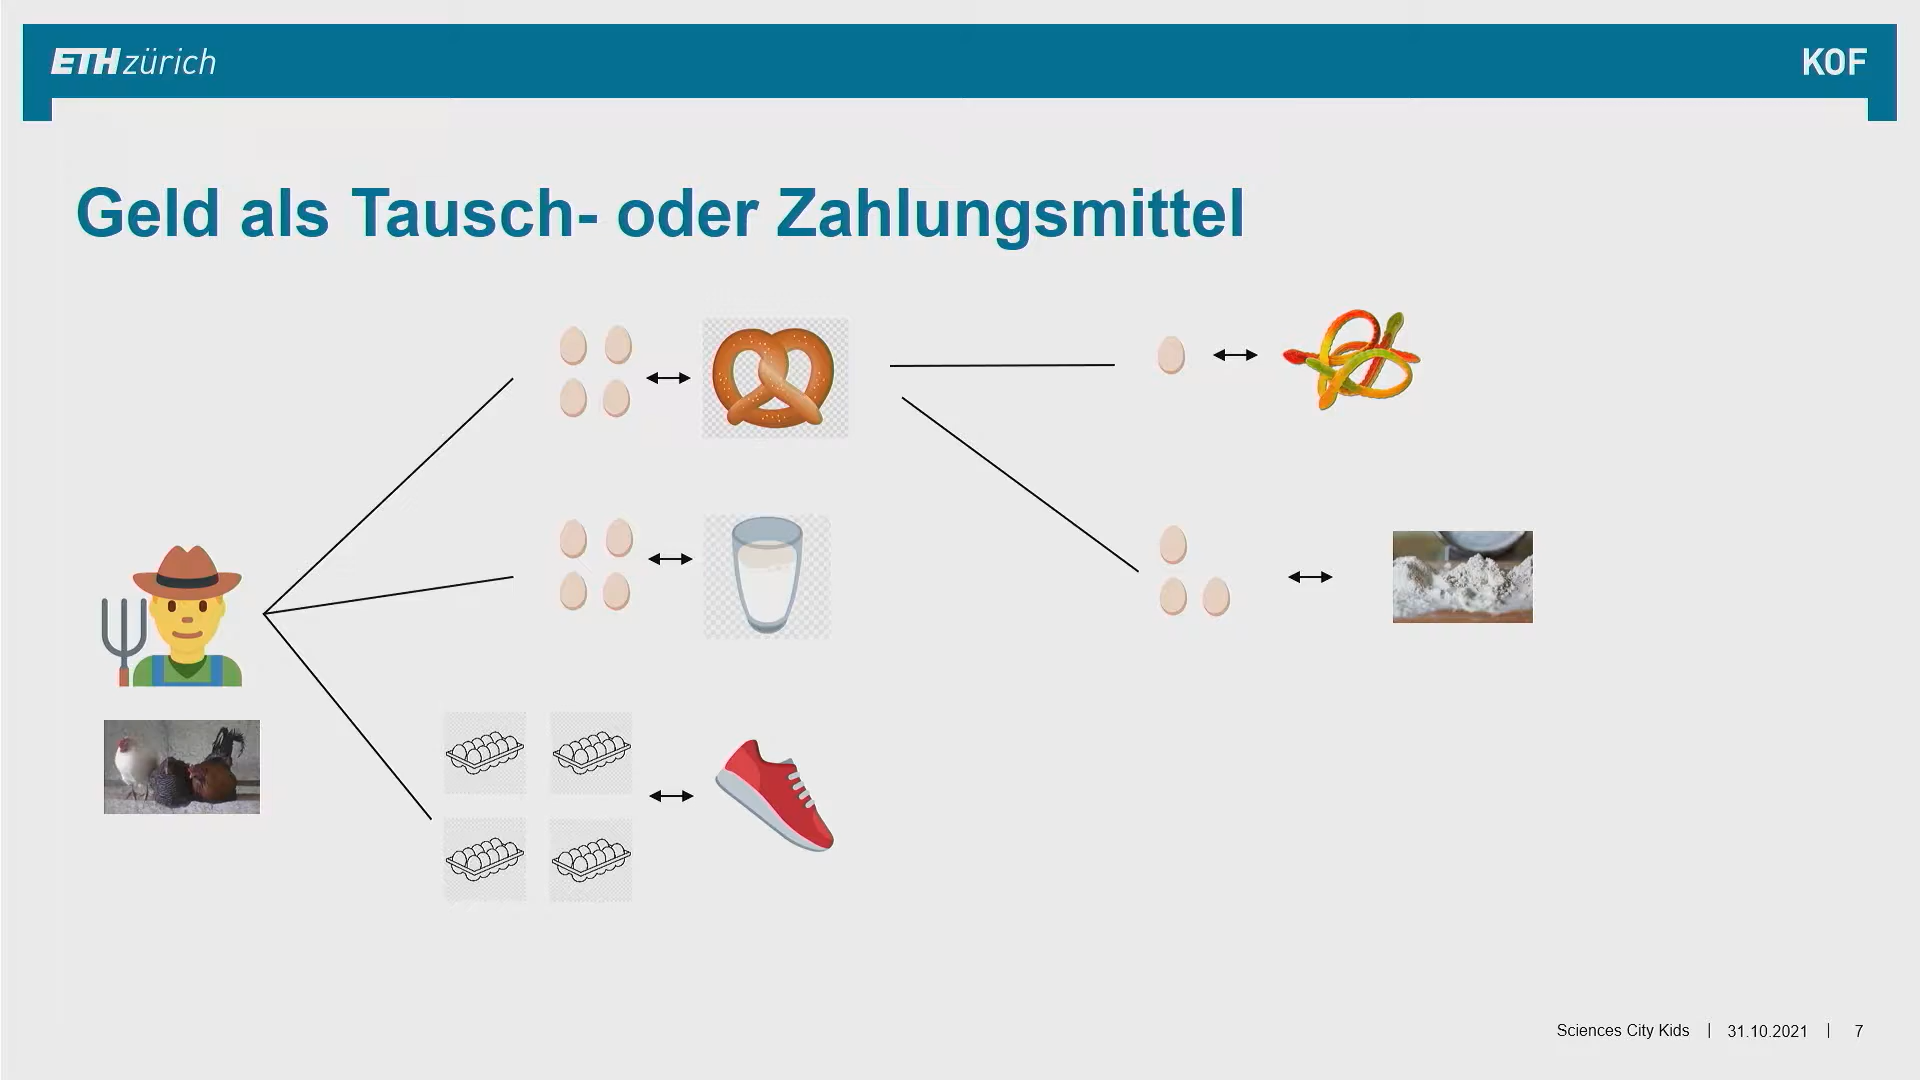 ETH zürich
KOF
Geld als Tausch- oder Zahlungsmittel
Sciences City Kids | 31.10.2021 | 7